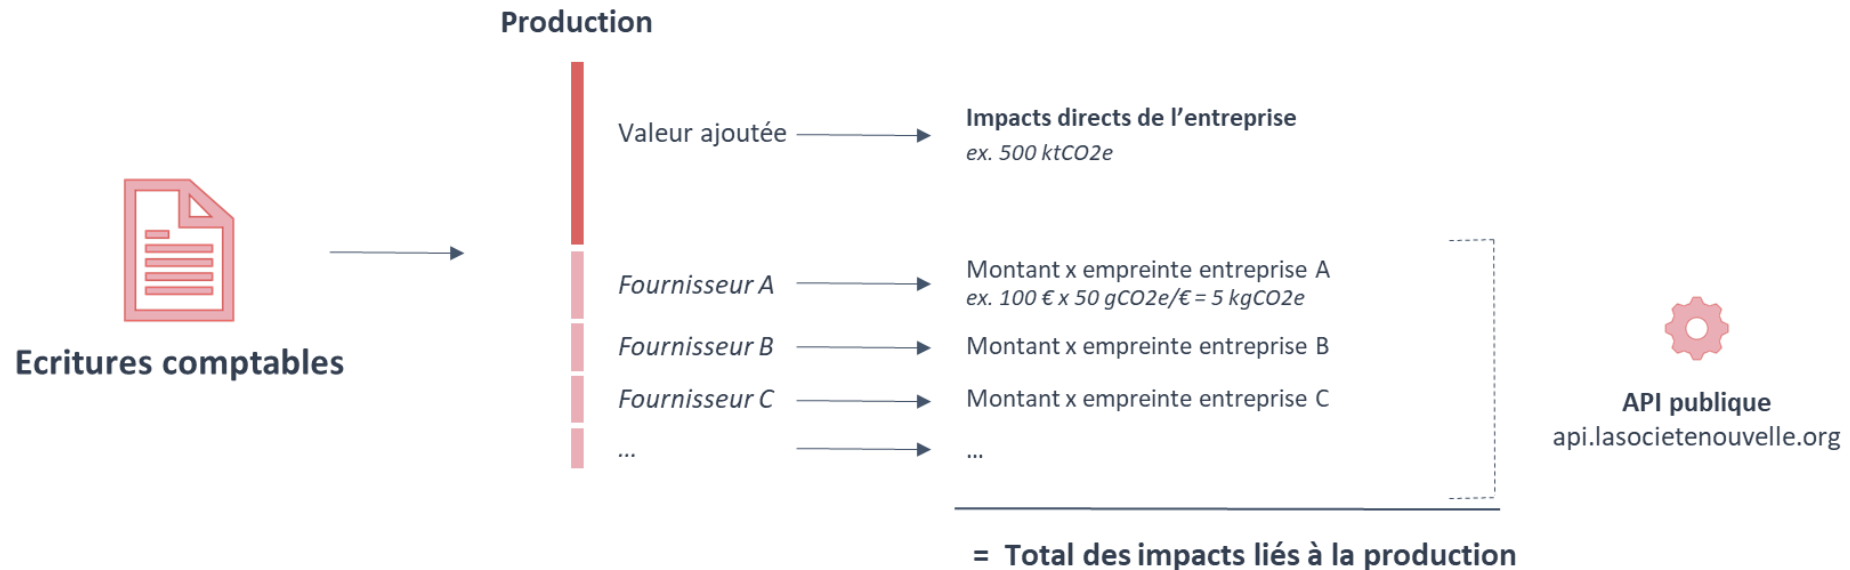 Production
Valeur ajoutée
Impacts directs de l’entreprise
ex. 500 ktCO2e
Ecritures comptables
Fournisseur A
Montant x empreinte entreprise A
ex. 100 € x 50 gCO2e/€ = 5 kgCO2e
Fournisseur B
Montant x empreinte entreprise B
Fournisseur C
Montant x empreinte entreprise C
...
...
API publique
api.lasocietenouvelle.org
= Total des impacts liés à la production